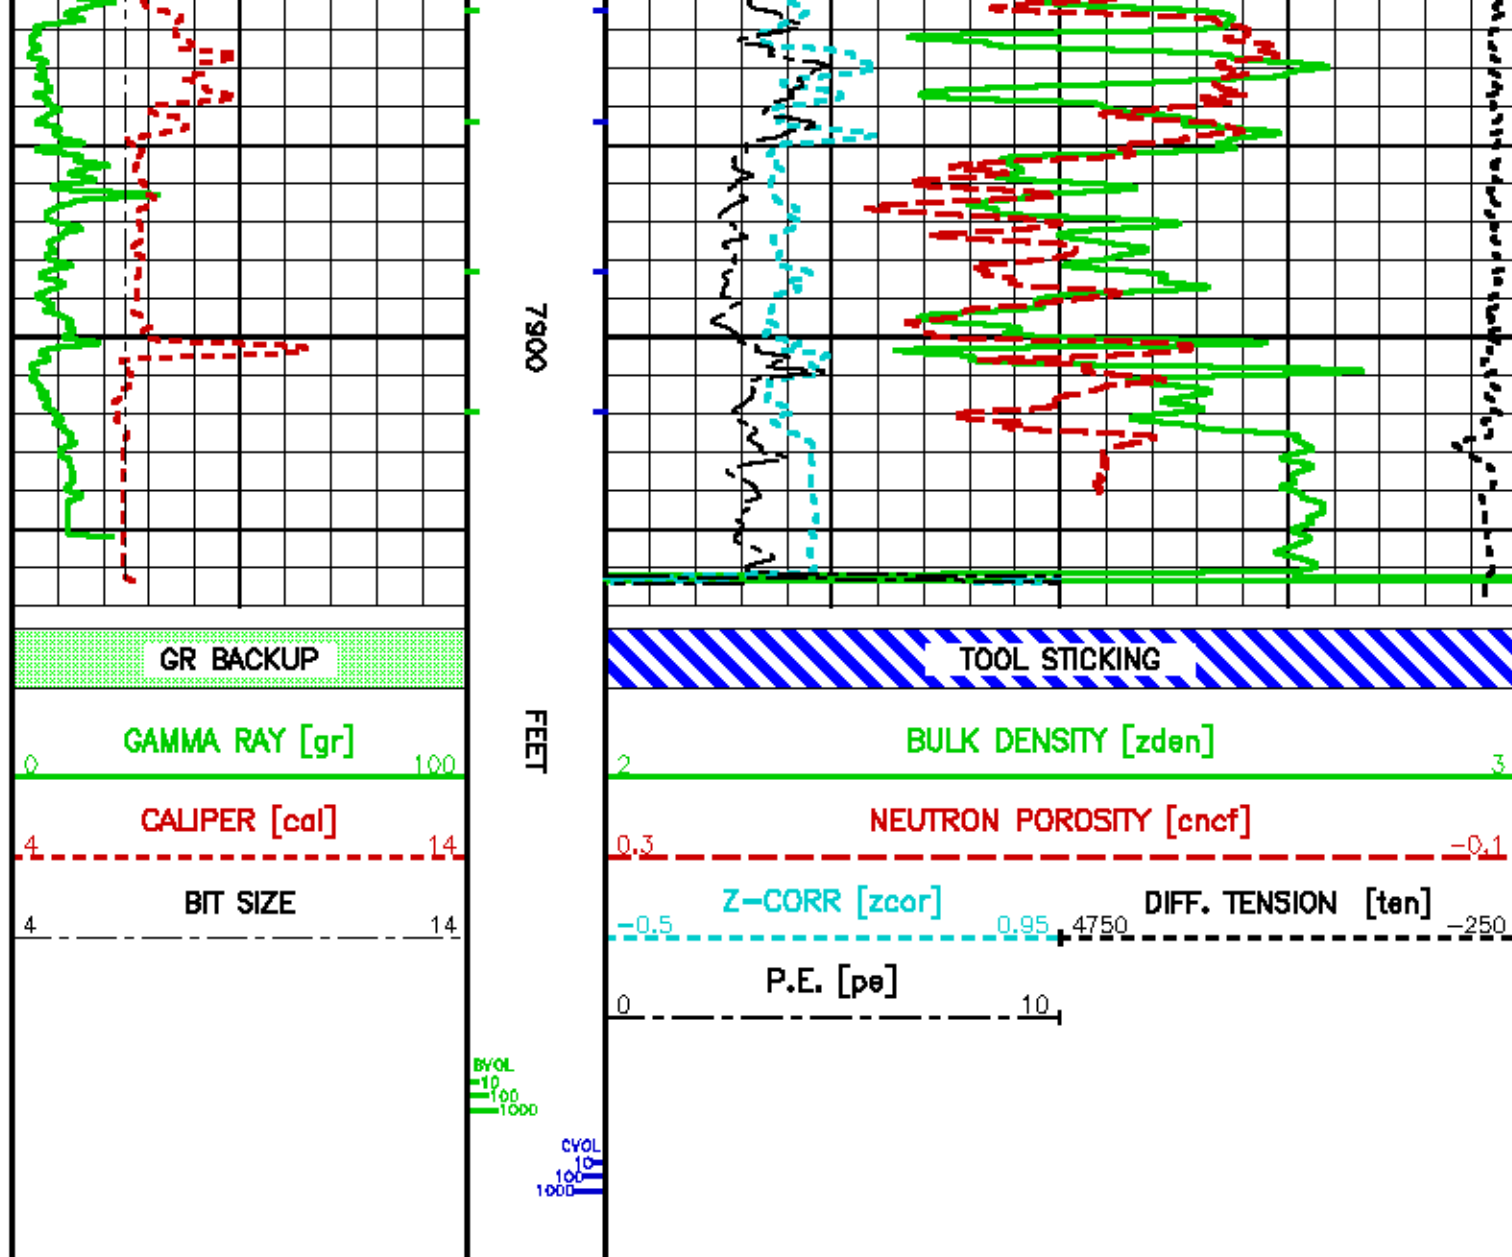 7900
GR BACKUP
TOOL STICKING
FEET
GAMMA RAY [gr]
0 100
BULK DENSITY [zden]
2 3
CALIPER [cal]
4 14
NEUTRON POROSITY [cncf]
0.3 -0.1
BIT SIZE
4 14
Z-CORR [zcor]
-0.5 0.95
DIFF. TENSION [ten]
4750 -250
P.E. [pe]
0 10
BVOL
10
100
1000
CVOL
10
100
1000